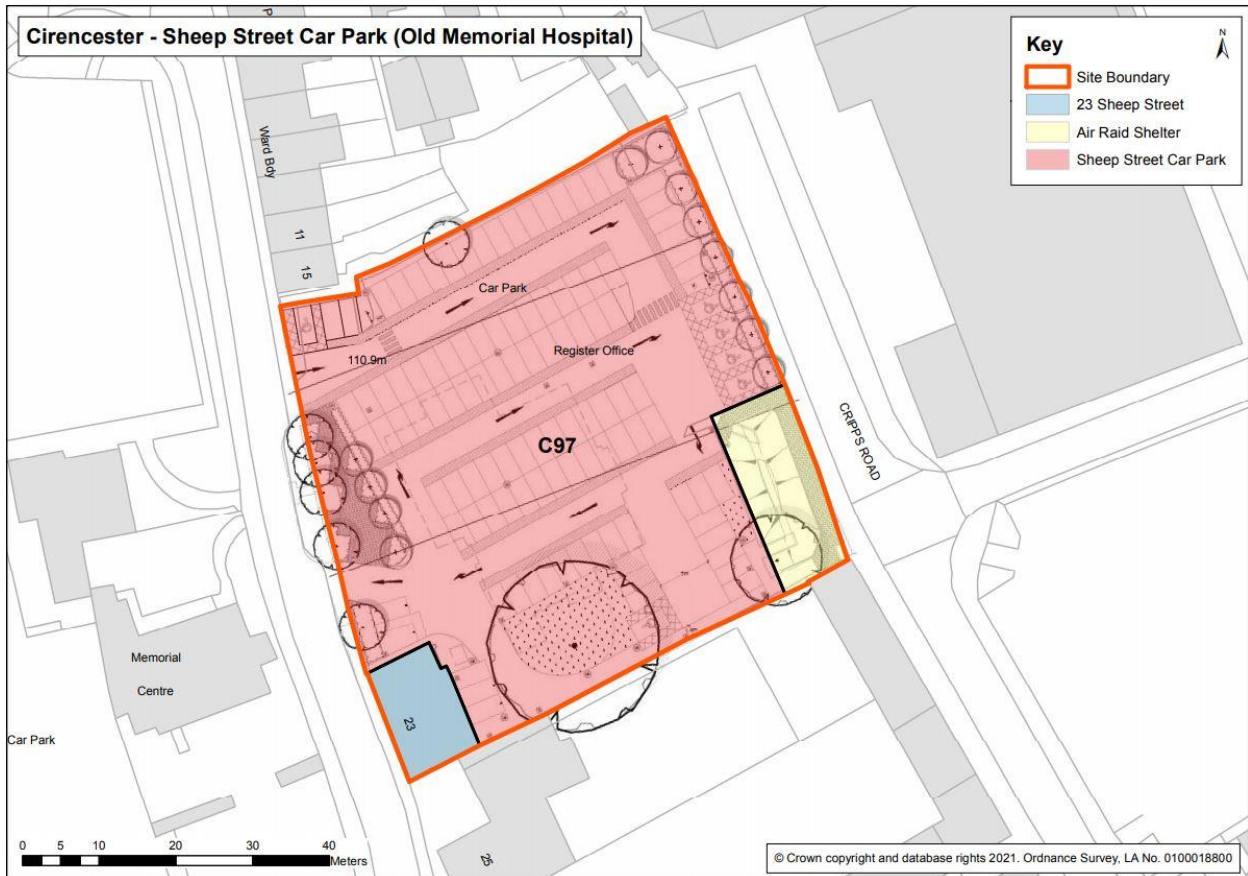 Cirencester - Sheep Street Car Park (Old Memorial Hospital)
Key
N
Site Boundary
23 Sheep Street
Air Raid Shelter
Sheep Street Car Park
Ward Bdy
11
15
Car Park
110.9m
Register Office
C97
CRIPPS ROAD
Memorial
Centre
Car Park
23
25
0 5 10 20 30 40
Meters
© Crown copyright and database rights 2021. Ordnance Survey, LA No. 0100018800